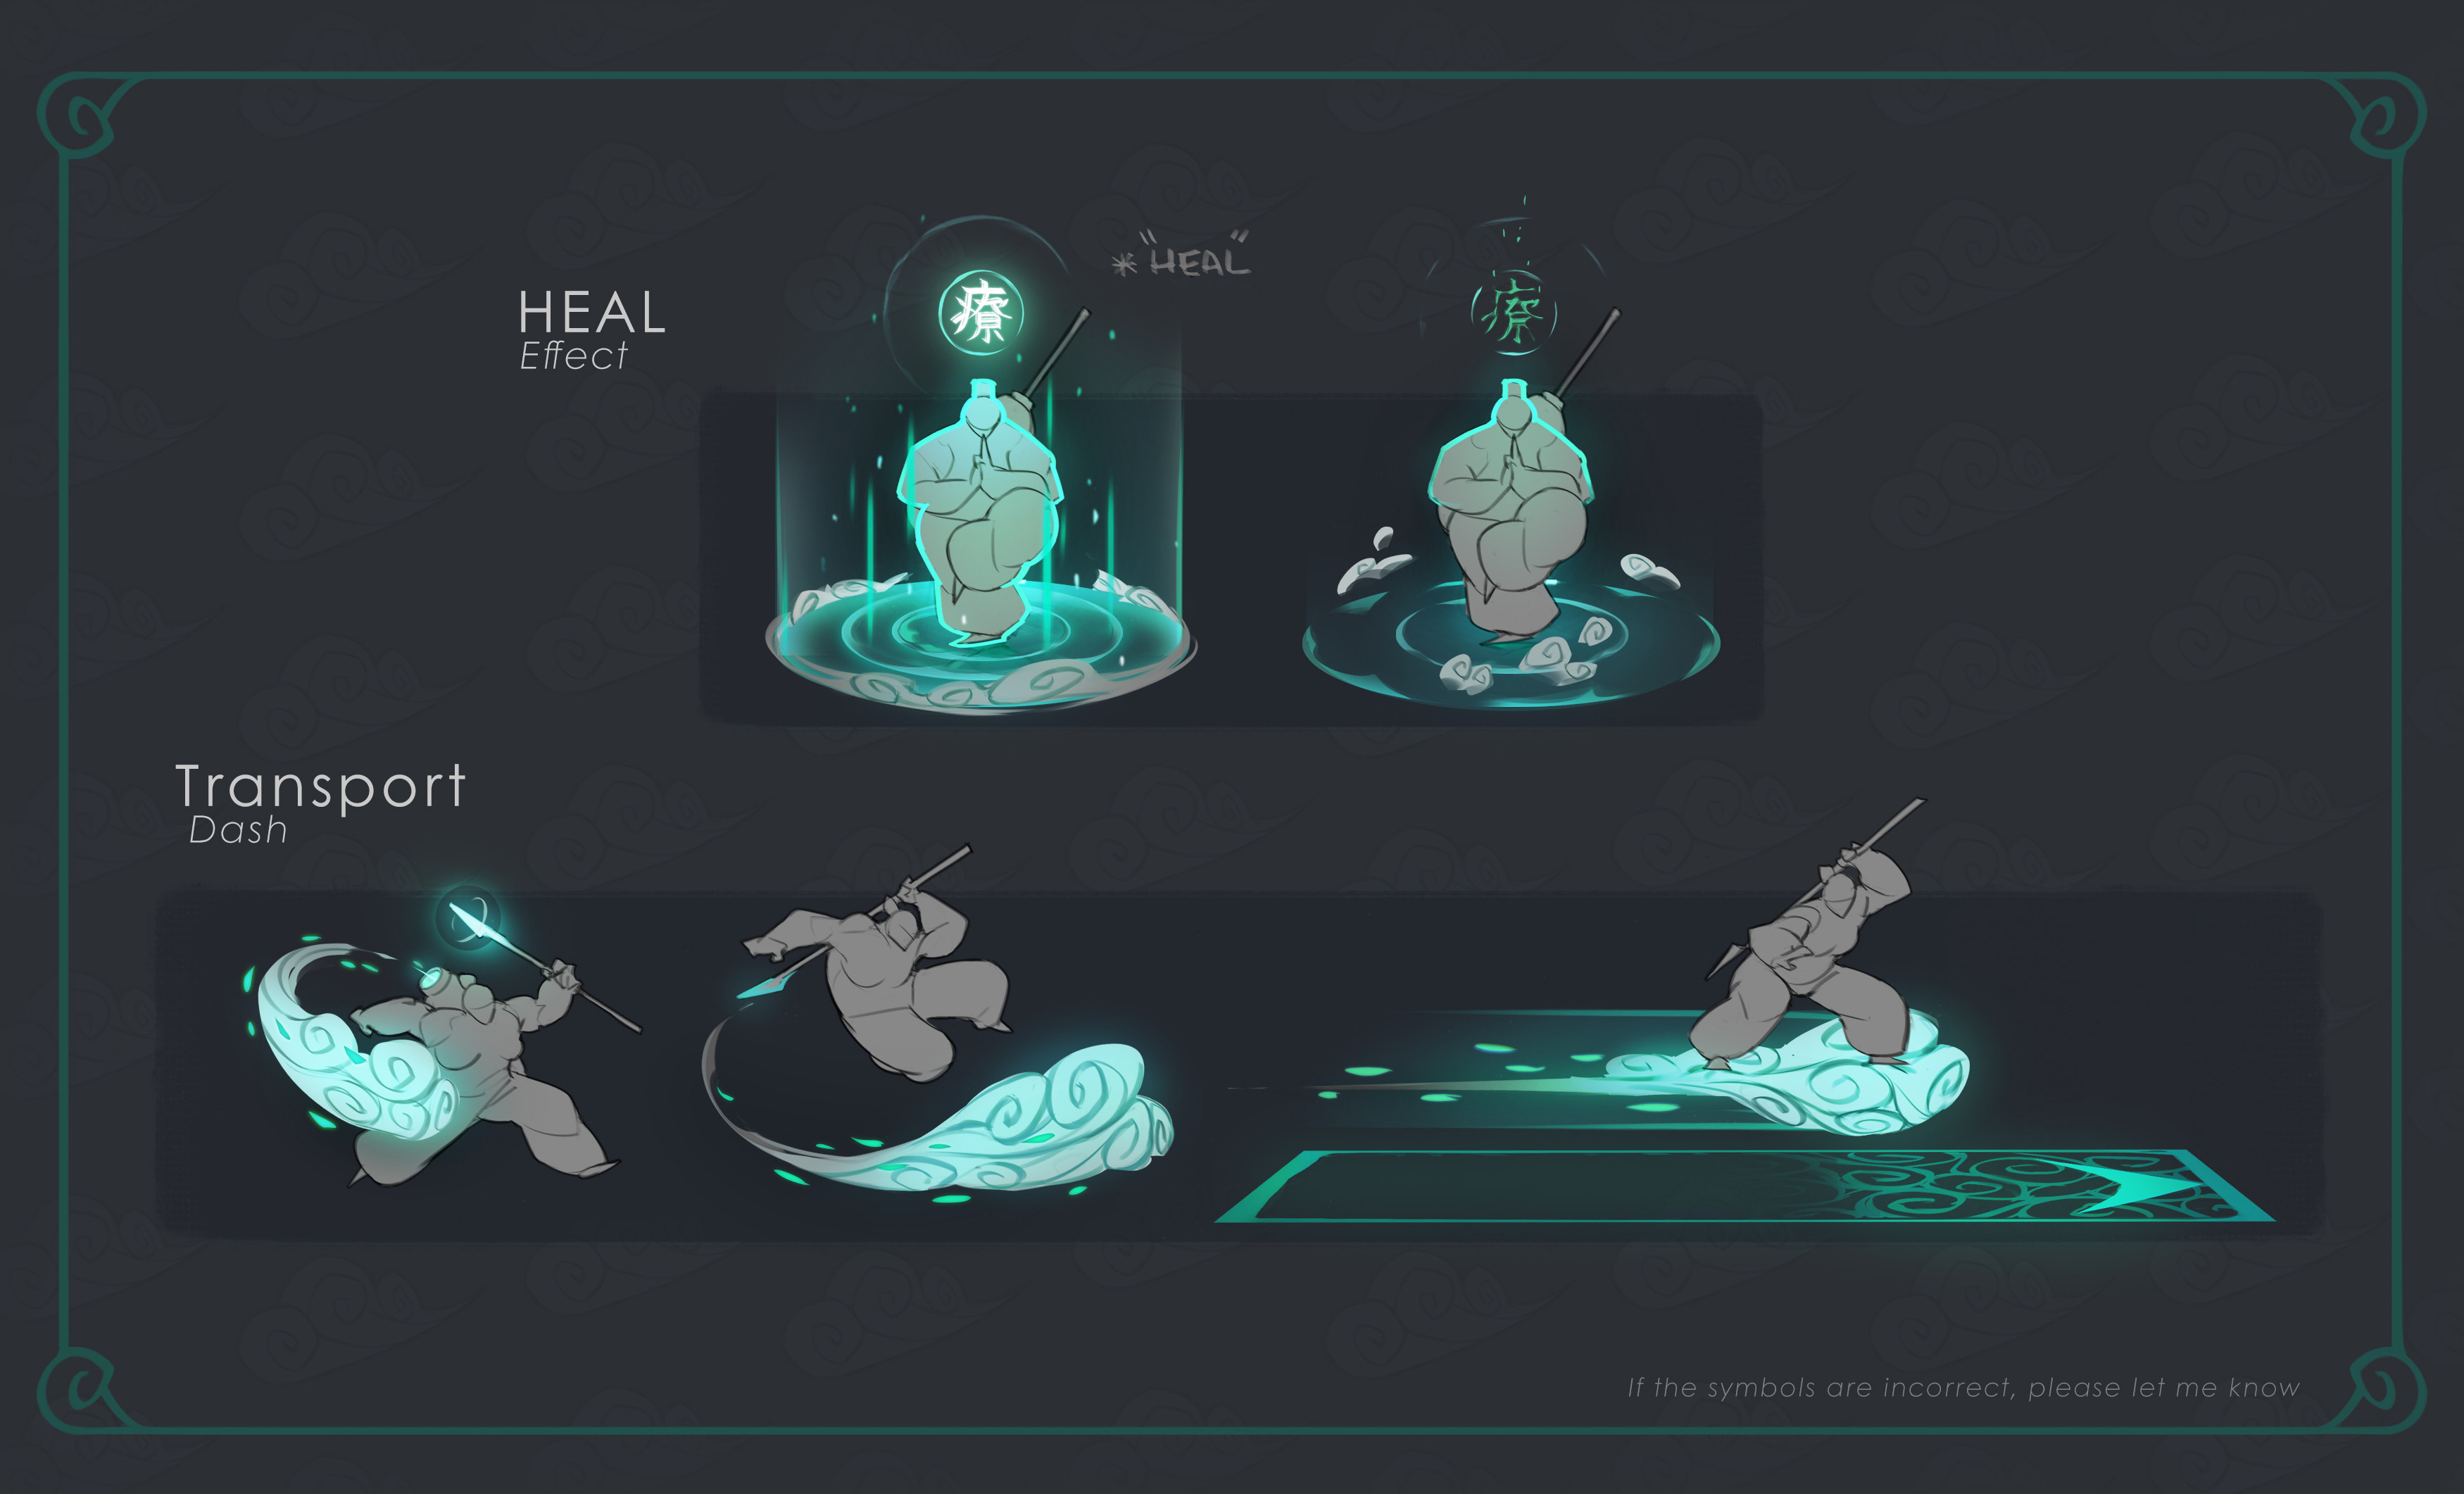 療
* "HEAL"
療
HEAL
Effect
Transport
Dash
If the symbols are incorrect, please let me know